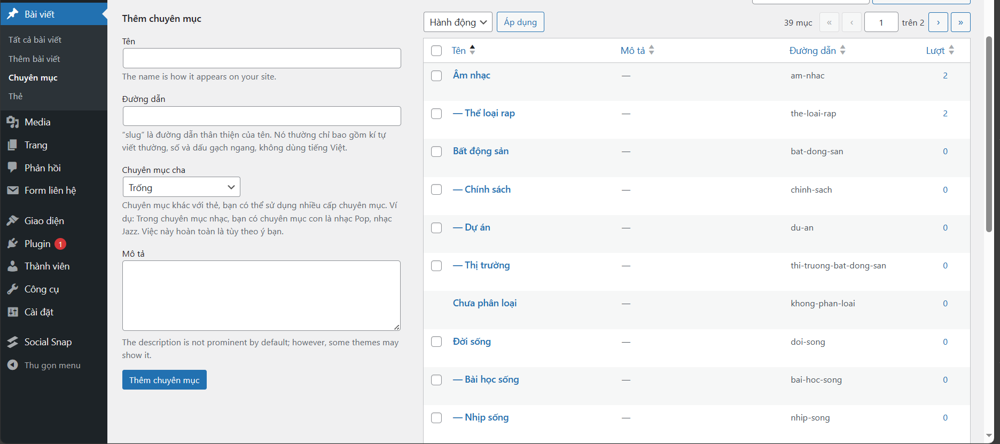 Bài viết
Tất cả bài viết
Thêm bài viết
Chuyên mục
Thẻ
Media
Trang
Phản hồi
Form liên hệ
Giao diện
Plugin 1
Thành viên
Công cụ
Cài đặt
Social Snap
Thu gọn menu
Thêm chuyên mục
Tên
The name is how it appears on your site.
Đường dẫn
“slug” là đường dẫn thân thiện của tên. Nó thường chỉ bao gồm kí tự
viết thường, số và dấu gạch ngang, không dùng tiếng Việt.
Chuyên mục cha
Trống
Chuyên mục khác với thẻ, bạn có thể sử dụng nhiều cấp chuyên mục. Ví
dụ: Trong chuyên mục nhạc, bạn có chuyên mục con là nhạc Pop, nhạc
Jazz. Việc này hoàn toàn là tùy theo ý bạn.
Mô tả
The description is not prominent by default; however, some themes may
show it.
Thêm chuyên mục
Hành động Áp dụng 39 mục « ‹ 1 trên 2 › »
Tên Mô tả Đường dẫn Lượt
Âm nhạc — am-nhac 2
— Thể loại rap — the-loai-rap 2
Bất động sản — bat-dong-san 0
— Chính sách — chinh-sach 0
— Dự án — du-an 0
— Thị trường — thi-truong-bat-dong-san 0
Chưa phân loại — khong-phan-loai 0
Đời sống — doi-song 0
— Bài học sống — bai-hoc-song 0
— Nhịp sống — nhip-song 0